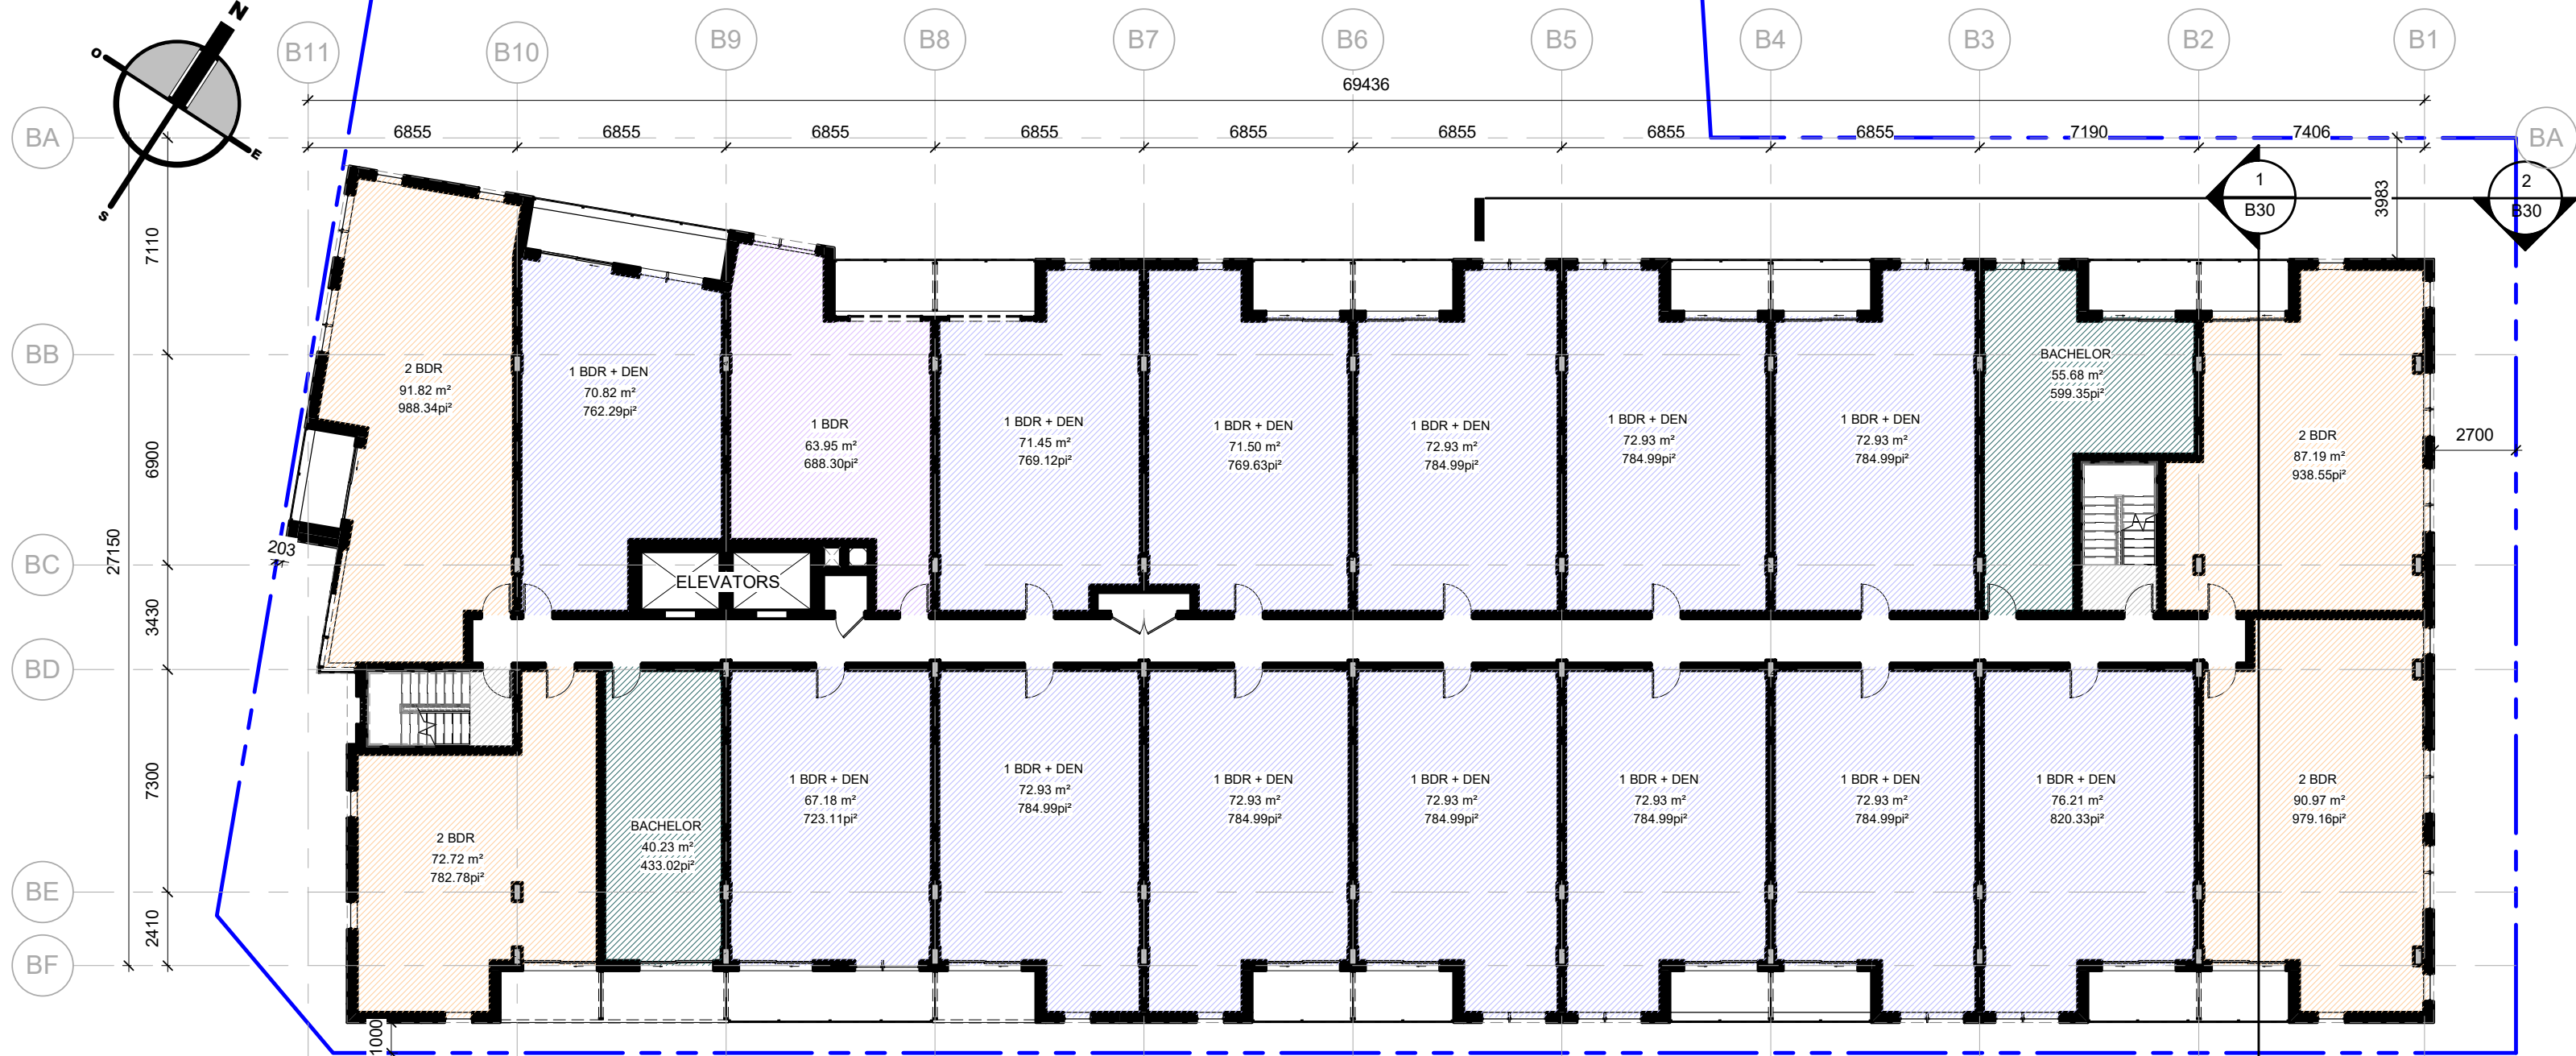 N
O
E
S
B11
B10
B9
B8
B7
B6
B5
B4
B3
B2
B1
69436
BA
6855
6855
6855
6855
6855
6855
6855
6855
7190
7406
BA
1
B30
2
B30
3983
7110
BB
6900
BC
203
27150
3430
BD
7300
BE
2410
BF
1000
2700
2 BDR
91.82 m²
988.34pi²
1 BDR + DEN
70.82 m²
762.29pi²
1 BDR
63.95 m²
688.30pi²
1 BDR + DEN
71.45 m²
769.12pi²
1 BDR + DEN
71.50 m²
769.63pi²
1 BDR + DEN
72.93 m²
784.99pi²
1 BDR + DEN
72.93 m²
784.99pi²
1 BDR + DEN
72.93 m²
784.99pi²
BACHELOR
55.68 m²
599.35pi²
2 BDR
87.19 m²
938.55pi²
ELEVATORS
2 BDR
72.72 m²
782.78pi²
BACHELOR
40.23 m²
433.02pi²
1 BDR + DEN
67.18 m²
723.11pi²
1 BDR + DEN
72.93 m²
784.99pi²
1 BDR + DEN
72.93 m²
784.99pi²
1 BDR + DEN
72.93 m²
784.99pi²
1 BDR + DEN
72.93 m²
784.99pi²
1 BDR + DEN
72.93 m²
784.99pi²
1 BDR + DEN
76.21 m²
820.33pi²
2 BDR
90.97 m²
979.16pi²